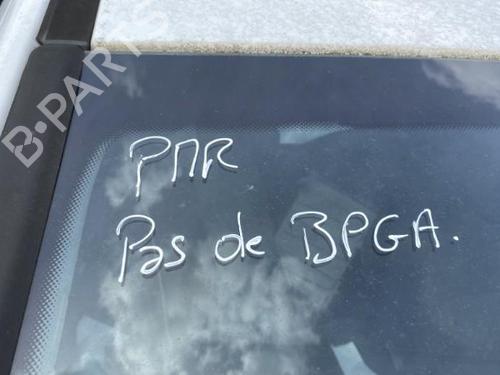 B-PARTS
PMR
Pas de BPGA.